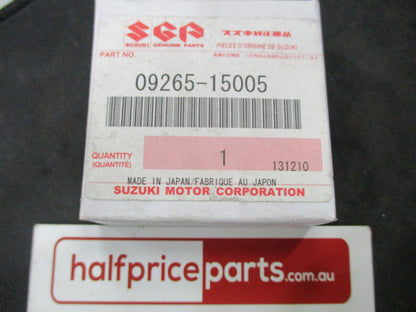 SGP スズキ純正部品
SUZUKI GENUINE PARTS PIÈCES D'ORIGINE DE SUZUKI
PART NO.
09265-15005
QUANTITY
(QUANTITÉ) 1 131210
MADE IN JAPAN/FABRIQUE AU JAPON
SUZUKI MOTOR CORPORATION
halfpriceparts.com.au